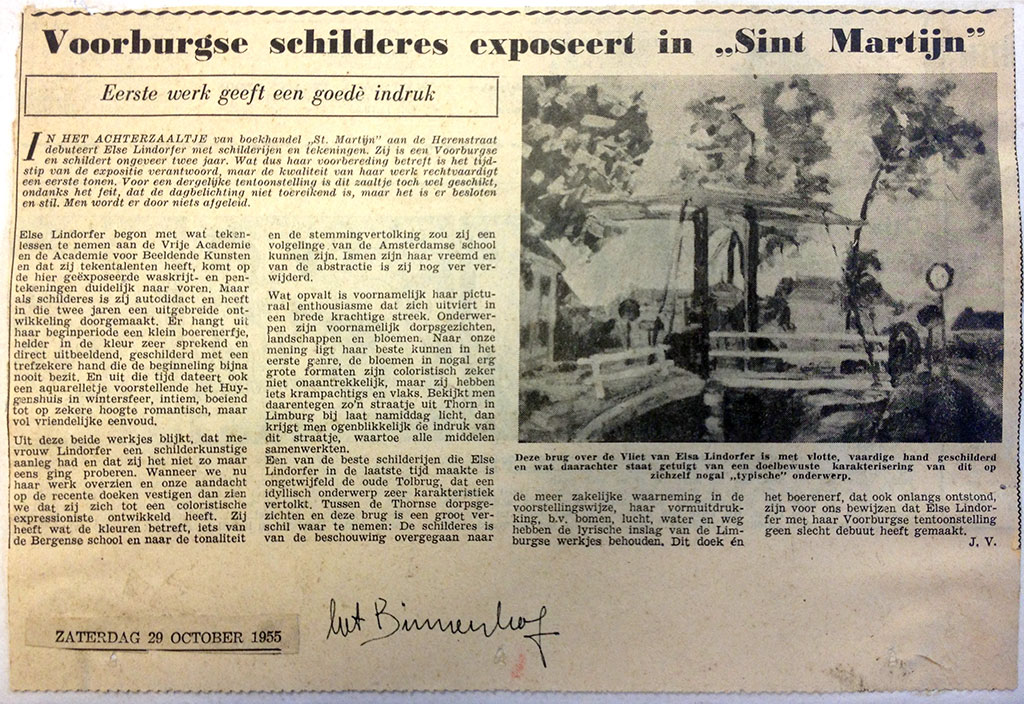 Voorburgse schilderes exposeert in „Sint Martijn”
Eerste werk geeft een goedè indruk
IN HET ACHTERZAALTJE van boekhandel „St. Martijn” aan de Herenstraat
debuteert Else Lindorfer met schilderijen en tekeningen. Zij is een Voorburgse
en schildert ongeveer twee jaar. Wat dus haar voorbereding betreft is het tijd-
stip van de expositie verantwoord, maar de kwaliteit van haar werk rechtvaardigt
een eerste tonen. Voor een dergelijke tentoonstelling is dit zaaltje toch wel geschikt,
ondanks het feit, dat de dagbelichting niet toereikend is, maar het is er besloten
en stil. Men wordt er door niets afgeleid.
Else Lindorfer begon met wat teken-
lessen te nemen aan de Vrije Academie
en de Academie voor Beeldende Kunsten
en dat zij tekentalenten heeft, komt op
de hier geëxposeerde waskrijt- en pen-
tekeningen duidelijk naar voren. Maar
als schilderes is zij autodidact en heeft
in die twee jaren een uitgebreide ont-
wikkeling doorgemaakt. Er hangt uit
haar beginperiode een klein boerenerfje,
helder in de kleur zeer sprekend en
direct uitbeeldend, geschilderd met een
trefzekere hand die de beginneling bijna
nooit bezit. En uit die tijd dateert ook
een aquarelletje voorstellende het Huy-
genshuis in wintersfeer, intiem, boeiend
tot op zekere hoogte romantisch, maar
vol vriendelijke eenvoud.
Uit deze beide werkjes blijkt, dat me-
vrouw Lindorfer een schilderkunstige
aanleg had en dat zij het niet zo maar
eens ging proberen. Wanneer we nu
haar werk overzien en onze aandacht
op de recente doeken vestigen dan zien
we dat zij zich tot een coloristische
expressioniste ontwikkeld heeft. Zij
heeft wat de kleuren betreft, iets van
de Bergense school en naar de tonaliteit
en de stemmingvertolking zou zij een
volgelinge van de Amsterdamse school
kunnen zijn. Ismen zijn haar vreemd en
van de abstractie is zij nog ver ver-
wijderd.
Wat opvalt is voornamelijk haar pictu-
raal enthousiasme dat zich uitviert in
een brede krachtige streek. Onderwer-
pen zijn voornamelijk dorpsgezichten,
landschappen en bloemen. Naar onze
mening ligt haar beste kunnen in het
eerste genre, de bloemen in nogal erg
grote formaten zijn coloristisch zeker
niet onaantrekkelijk, maar zij hebben
iets krampachtigs en vlaks. Bekijkt men
daarentegen zo'n straatje uit Thorn in
Limburg bij laat namiddag licht, dan
krijgt men ogenblikkelijk de indruk van
dit straatje, waartoe alle middelen
samenwerkten.
Een van de beste schilderijen die Else
Lindorfer in de laatste tijd maakte is
ongetwijfeld de oude Tolbrug, dat een
idyllisch onderwerp zeer karakteristiek
vertolkt. Tussen de Thornse dorpsge-
zichten en deze brug is een groot ver-
schil waar te nemen: De schilderes is
van de beschouwing overgegaan naar
Deze brug over de Vliet van Elsa Lindorfer is met vlotte, vaardige hand geschilderd
en wat daarachter staat getuigt van een doelbewuste karakterisering van dit op
zichzelf nogal „typische” onderwerp.
de meer zakelijke waarneming in de
voorstellingswijze, haar vormuitdruk-
king, b.v. bomen, lucht, water en weg
hebben de lyrische inslag van de Lim-
burgse werkjes behouden. Dit doek én
het boerenerf, dat ook onlangs ontstond,
zijn voor ons bewijzen dat Else Lindor-
fer met haar Voorburgse tentoonstelling
geen slecht debuut heeft gemaakt.
J. V.
ZATERDAG 29 OCTOBER 1955
het Binnenhof